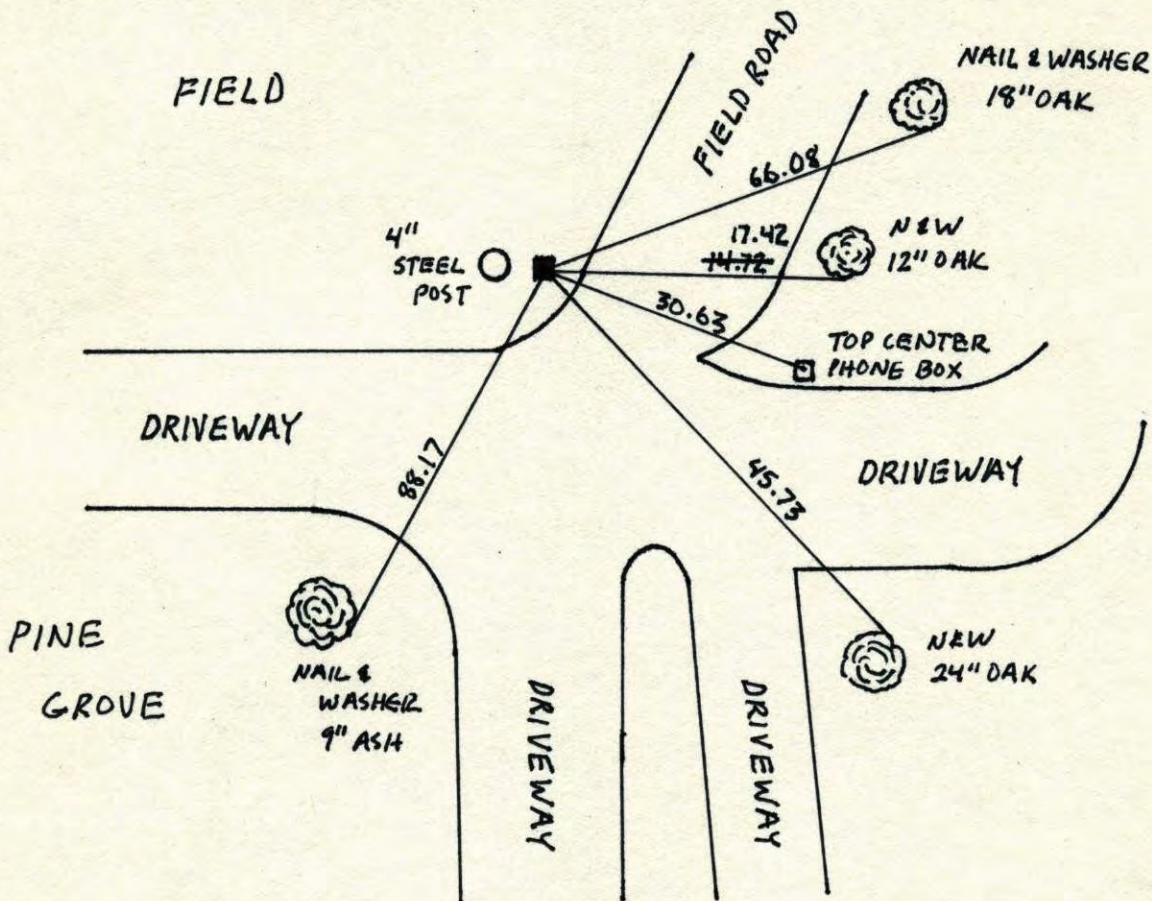 FIELD
FIELD ROAD
NAIL & WASHER
18" OAK
66.08
4"
STEEL
POST
17.42
14.72
N & W
12" OAK
30.63
TOP CENTER
PHONE BOX
DRIVEWAY
88.17
45.73
DRIVEWAY
PINE
GROVE
NAIL &
WASHER
9" ASH
DRIVEWAY
DRIVEWAY
N&W
24" OAK